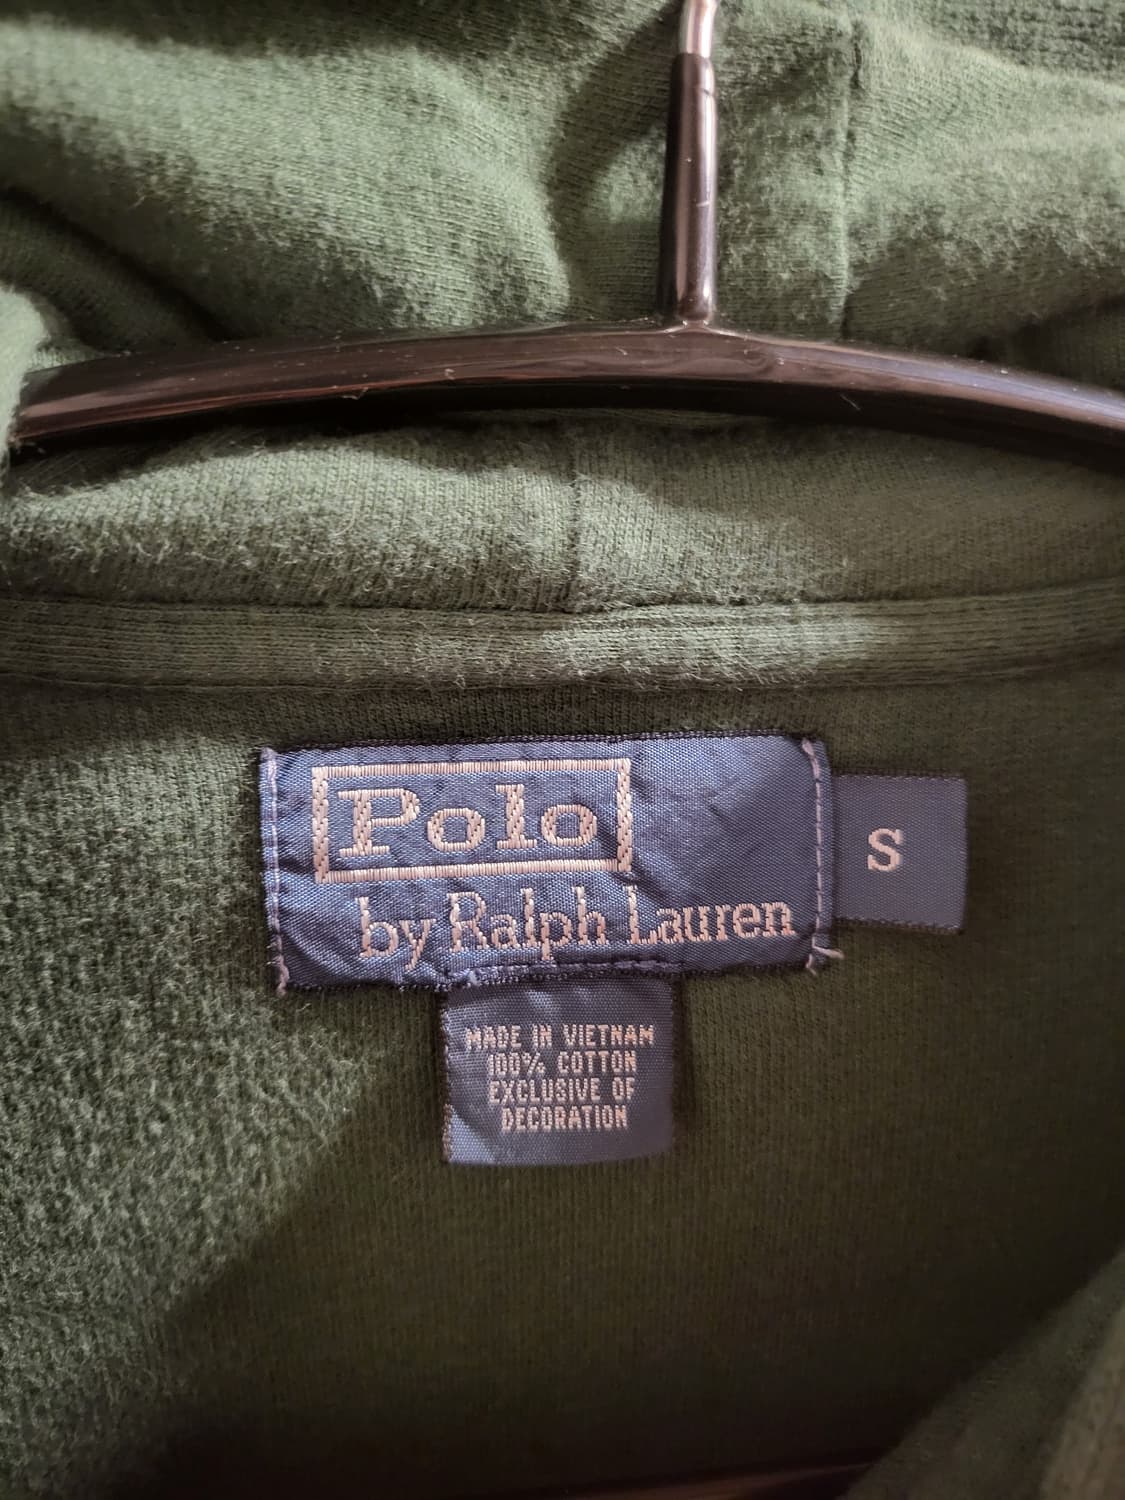 Polo
by Ralph Lauren
S
MADE IN VIETNAM
100% COTTON
EXCLUSIVE OF
DECORATION